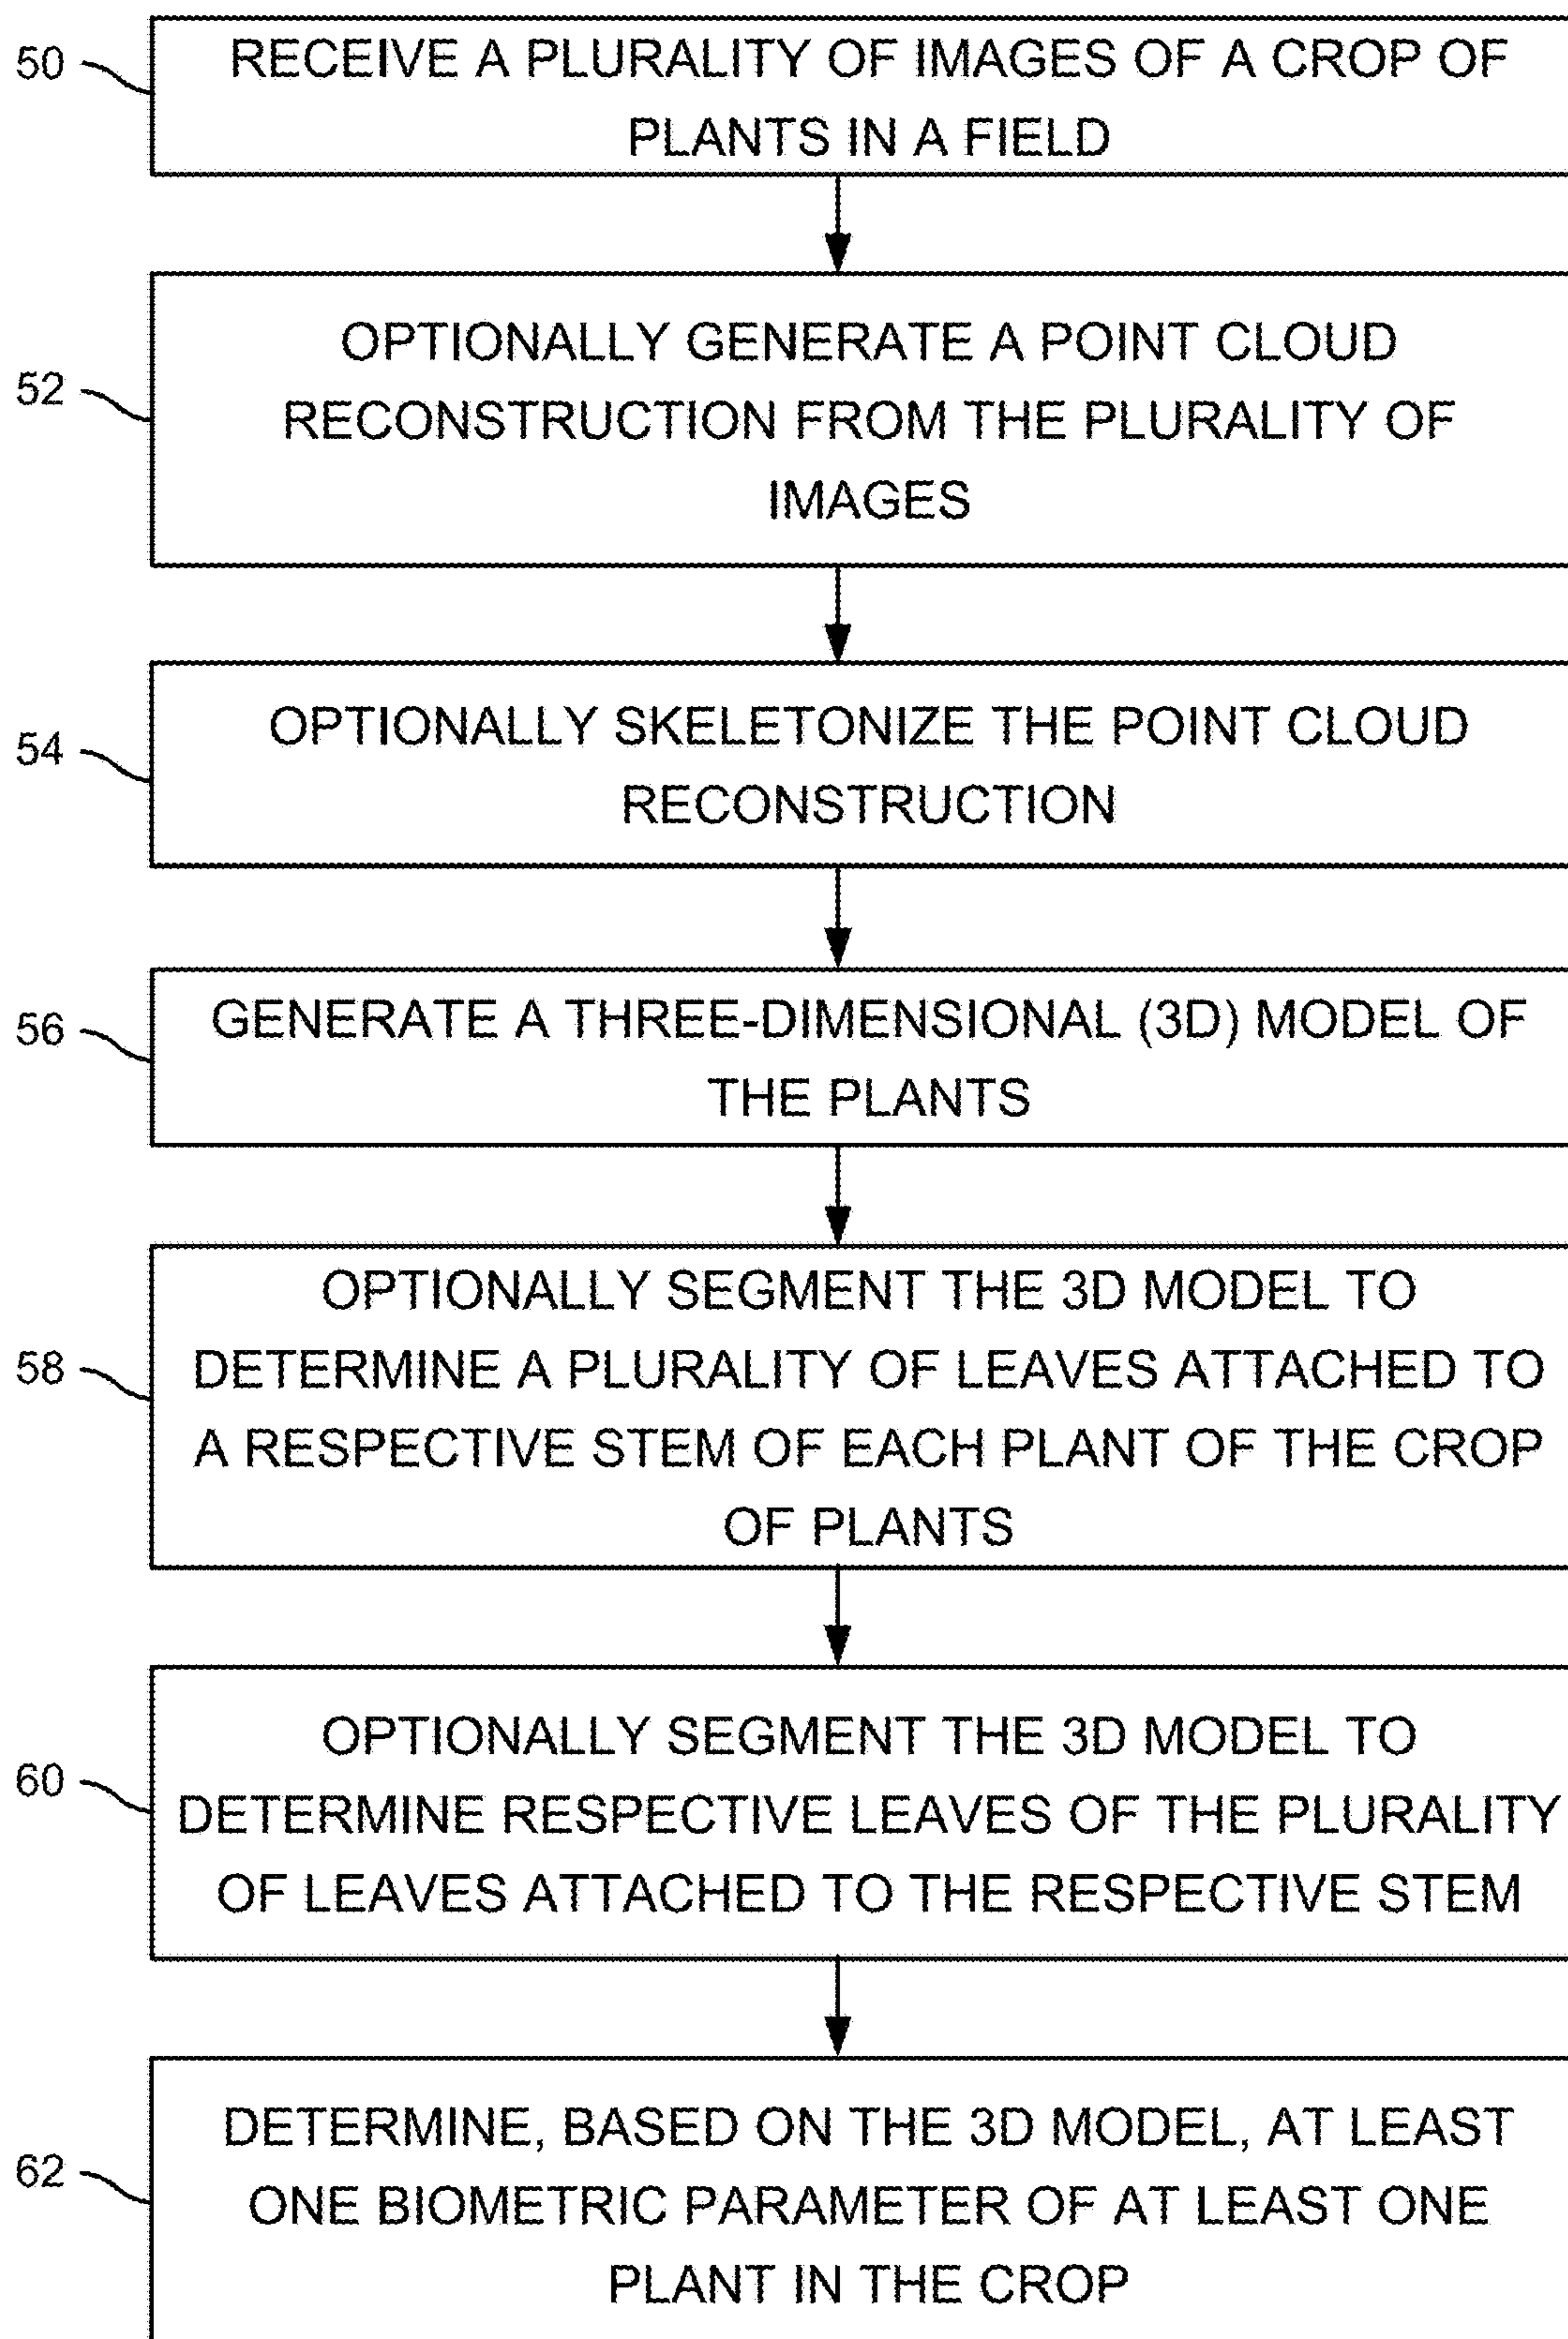 50
RECEIVE A PLURALITY OF IMAGES OF A CROP OF
PLANTS IN A FIELD
52
OPTIONALLY GENERATE A POINT CLOUD
RECONSTRUCTION FROM THE PLURALITY OF
IMAGES
54
OPTIONALLY SKELETONIZE THE POINT CLOUD
RECONSTRUCTION
56
GENERATE A THREE-DIMENSIONAL (3D) MODEL OF
THE PLANTS
58
OPTIONALLY SEGMENT THE 3D MODEL TO
DETERMINE A PLURALITY OF LEAVES ATTACHED TO
A RESPECTIVE STEM OF EACH PLANT OF THE CROP
OF PLANTS
60
OPTIONALLY SEGMENT THE 3D MODEL TO
DETERMINE RESPECTIVE LEAVES OF THE PLURALITY
OF LEAVES ATTACHED TO THE RESPECTIVE STEM
62
DETERMINE, BASED ON THE 3D MODEL, AT LEAST
ONE BIOMETRIC PARAMETER OF AT LEAST ONE
PLANT IN THE CROP